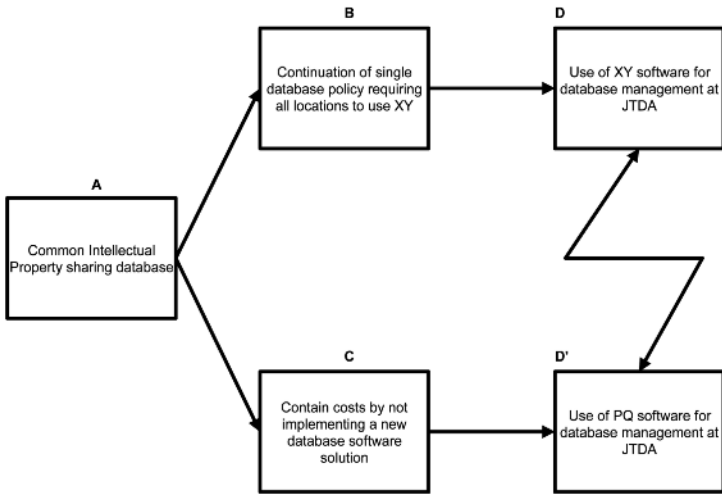 B
Continuation of single
database policy requiring
all locations to use XY
D
Use of XY software for
database management at
JTDA
A
Common Intellectual
Property sharing database
C
Contain costs by not
implementing a new
database software
solution
D'
Use of PQ software for
database management at
JTDA